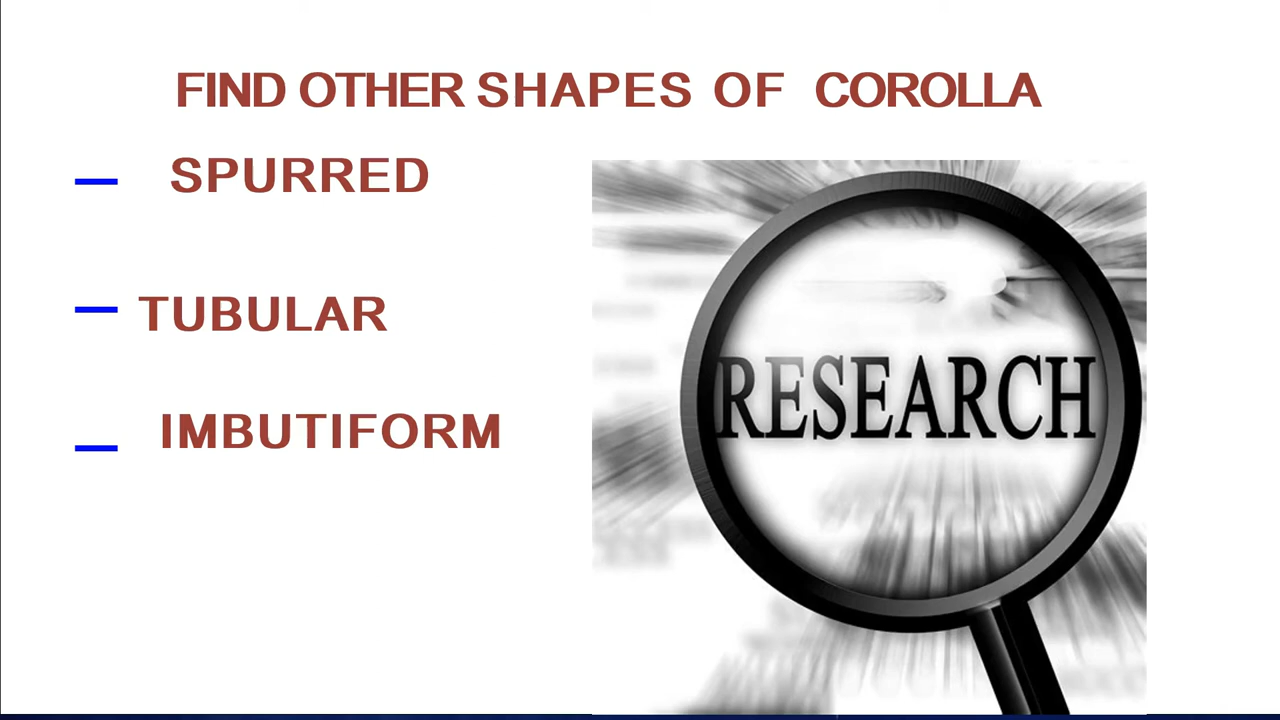 FIND OTHER SHAPES OF COROLLA
SPURRED
TUBULAR
IMBUTIFORM
RESEARCH